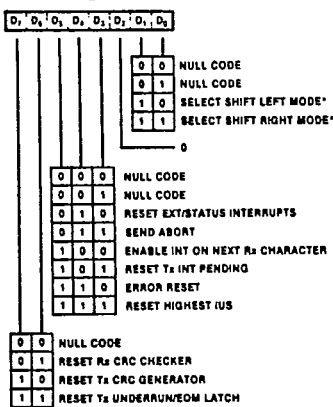 D7 D6 D5 D4 D3 D2 D1 D0
0 0 NULL CODE
0 1 NULL CODE
1 0 SELECT SHIFT LEFT MODE*
1 1 SELECT SHIFT RIGHT MODE*
0
0 0 0 NULL CODE
0 0 1 NULL CODE
0 1 0 RESET EXT/STATUS INTERRUPTS
0 1 1 SEND ABORT
1 0 0 ENABLE INT ON NEXT Rx CHARACTER
1 0 1 RESET Tx INT PENDING
1 1 0 ERROR RESET
1 1 1 RESET HIGHEST IUS
0 0 NULL CODE
0 1 RESET Rx CRC CHECKER
1 0 RESET Tx CRC GENERATOR
1 1 RESET Tx UNDERRUN/EOM LATCH